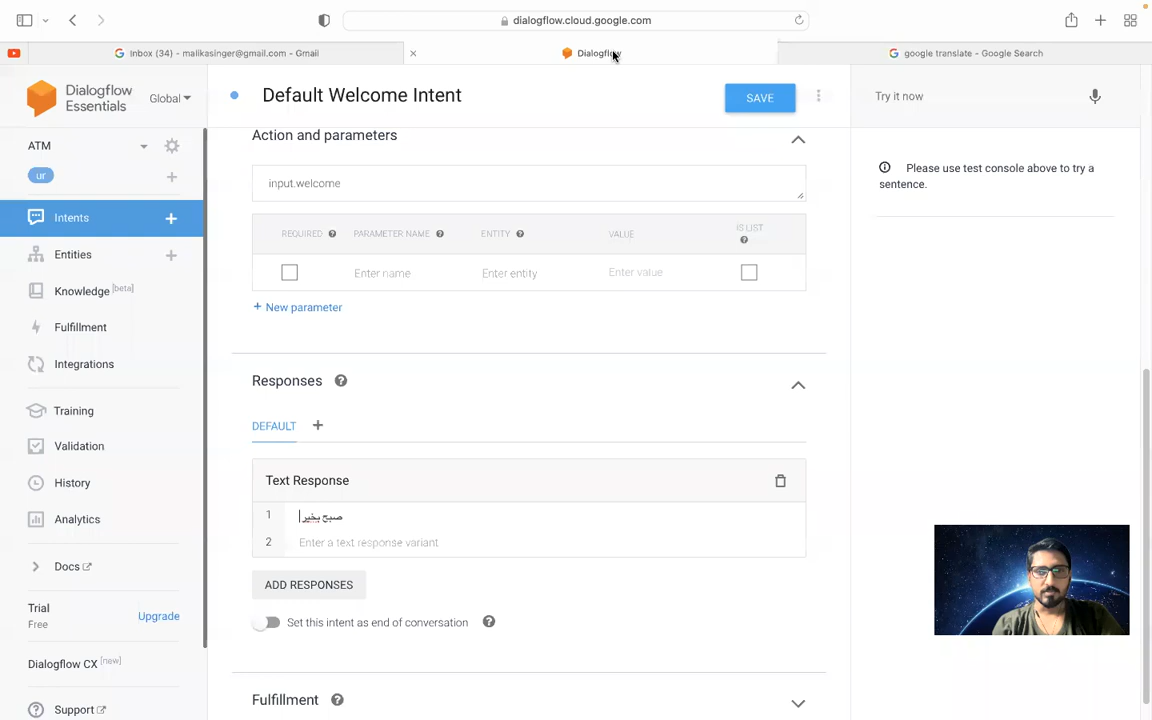 dialogflow.cloud.google.com
inbox (34) – malikasinger@gmail.com - Gmail
Dialogflow
google translate - Google Search
Dialogflow
Essentials
Global
Default Welcome Intent
SAVE
Try it now
ATM
ur
Intents
Entities
Knowledge [beta]
Fulfillment
Integrations
Training
Validation
History
Analytics
Docs
Trial
Free
Upgrade
Dialogflow CX [new]
Support
Action and parameters
input.welcome
REQUIRED
PARAMETER NAME
ENTITY
VALUE
IS LIST
Enter name
Enter entity
Enter value
+ New parameter
Responses
DEFAULT
Text Response
1 صبح بخیر
2 Enter a text response variant
ADD RESPONSES
Set this intent as end of conversation
Fulfillment
Please use test console above to try a
sentence.